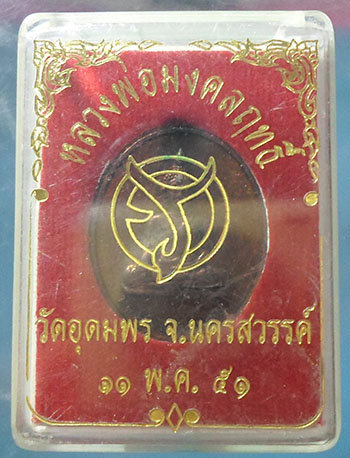 หลวงพ่อมงคลฤทธิ์
วัดอุดมพร จ.นครสวรรค์
๑๑ พ.ค. ๕๑